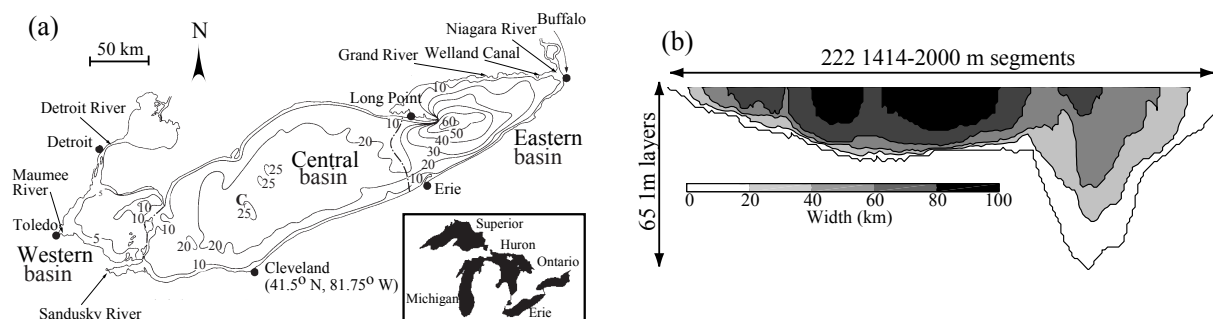 (a)
50 km
N
Buffalo
Niagara River
Welland Canal
Grand River
Long Point
Detroit River
Detroit
Maumee
River
Toledo
Western
basin
Sandusky River
Central
basin
Eastern
basin
Erie
Cleveland
(41.5° N, 81.75° W)
C
10
60
50
40
30
20
10
10
20
25
25
25
20
20
10
10
10
10
5
5
Superior
Huron
Ontario
Michigan
Erie
(b)
222 1414-2000 m segments
65 1m layers
0 20 40 60 80 100
Width (km)